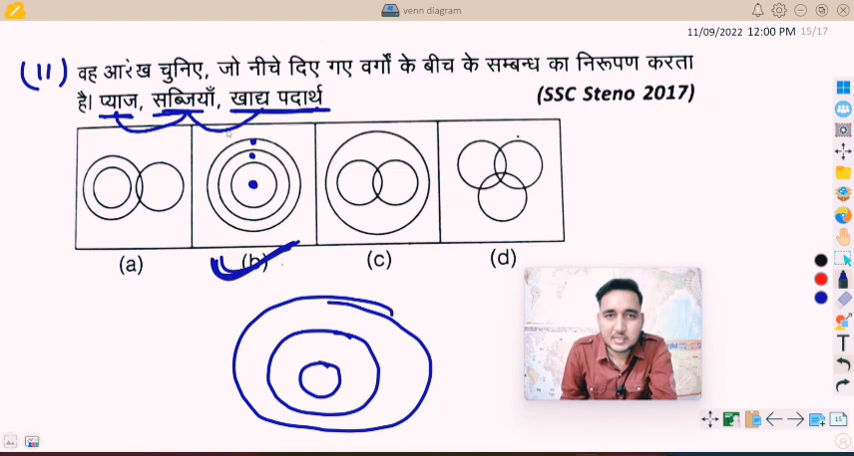 venn diagram
11/09/2022 12:00 PM 15/17
(11) वह आरेख चुनिए, जो नीचे दिए गए वर्गों के बीच के सम्बन्ध का निरूपण करता
है। प्याज, सब्जियाँ, खाद्य पदार्थ (SSC Steno 2017)
(a) (b) (c) (d)
T
15